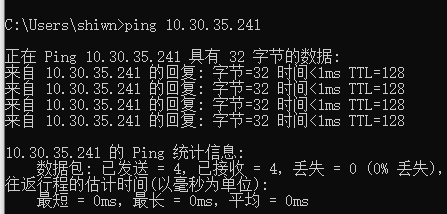 C:\Users\shiwn>ping 10.30.35.241
正在 Ping 10.30.35.241 具有 32 字节的数据:
来自 10.30.35.241 的回复: 字节=32 时间<1ms TTL=128
来自 10.30.35.241 的回复: 字节=32 时间<1ms TTL=128
来自 10.30.35.241 的回复: 字节=32 时间<1ms TTL=128
来自 10.30.35.241 的回复: 字节=32 时间<1ms TTL=128
10.30.35.241 的 Ping 统计信息:
数据包: 已发送 = 4, 已接收 = 4, 丢失 = 0 (0% 丢失),
往返行程的估计时间(以毫秒为单位):
最短 = 0ms, 最长 = 0ms, 平均 = 0ms